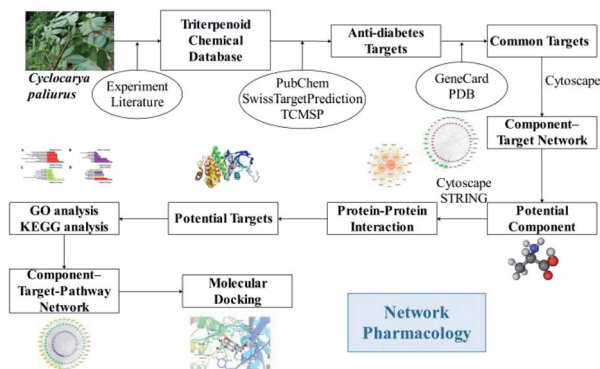 Cyclocarya
paliurus
Experiment
Literature
Triterpenoid
Chemical
Database
PubChem
SwissTargetPrediction
TCMSP
Anti-diabetes
Targets
GeneCard
PDB
Common Targets
Cytoscape
Component–
Target Network
Cytoscape
STRING
Potential
Component
Protein-Protein
Interaction
Potential Targets
GO analysis
KEGG analysis
Component–
Target-Pathway
Network
Molecular
Docking
Network
Pharmacology
A
B
C
D